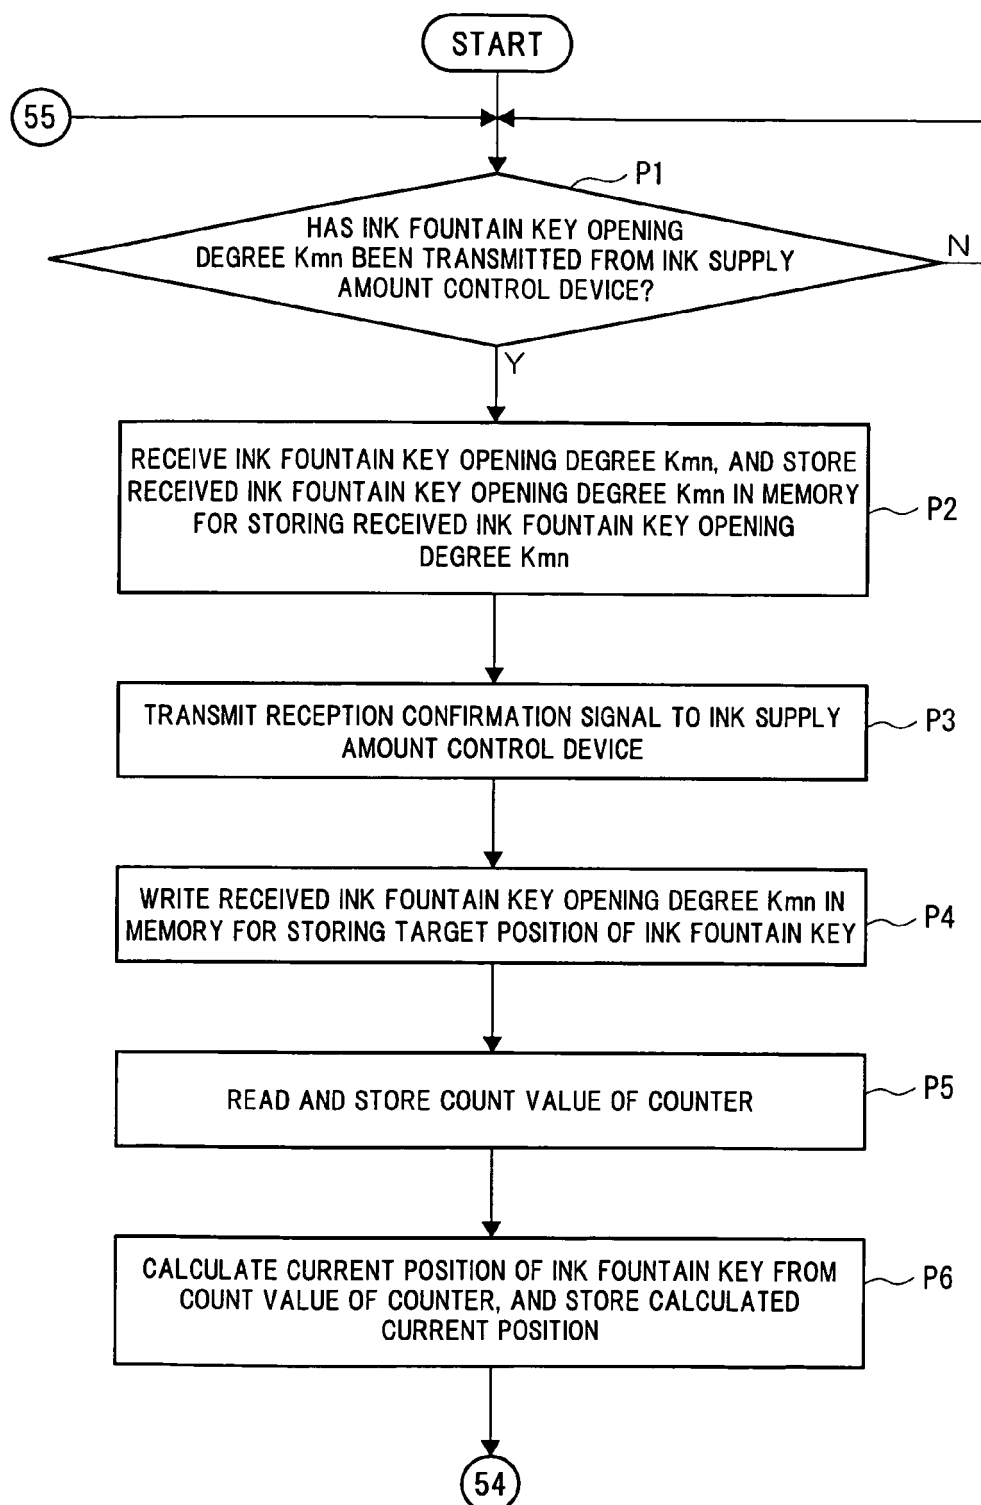 START
55
P1
HAS INK FOUNTAIN KEY OPENING
DEGREE Kmn BEEN TRANSMITTED FROM INK SUPPLY
AMOUNT CONTROL DEVICE?
N
Y
RECEIVE INK FOUNTAIN KEY OPENING DEGREE Kmn, AND STORE
RECEIVED INK FOUNTAIN KEY OPENING DEGREE Kmn IN MEMORY
FOR STORING RECEIVED INK FOUNTAIN KEY OPENING
DEGREE Kmn
P2
TRANSMIT RECEPTION CONFIRMATION SIGNAL TO INK SUPPLY
AMOUNT CONTROL DEVICE
P3
WRITE RECEIVED INK FOUNTAIN KEY OPENING DEGREE Kmn IN
MEMORY FOR STORING TARGET POSITION OF INK FOUNTAIN KEY
P4
READ AND STORE COUNT VALUE OF COUNTER
P5
CALCULATE CURRENT POSITION OF INK FOUNTAIN KEY FROM
COUNT VALUE OF COUNTER, AND STORE CALCULATED
CURRENT POSITION
P6
54